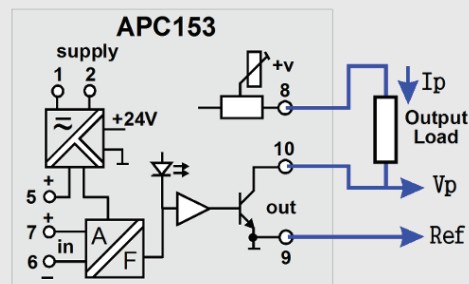 APC153
supply
1 2
+24V
5 +
7 +
in
6 −
A
F
+v
8
10
out
9
Ip
Output
Load
Vp
Ref